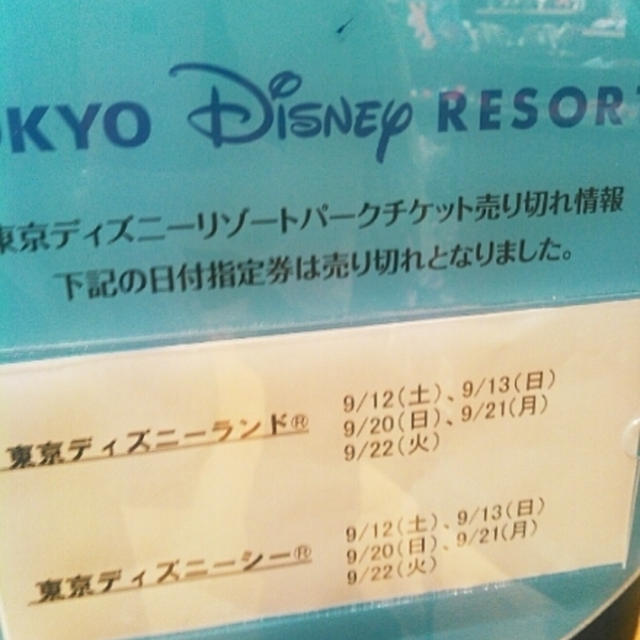 OKYO Disney RESORT
東京ディズニーリゾートパークチケット売り切れ情報
下記の日付指定券は売り切れとなりました。
東京ディズニーランド® 9/12(土)、9/13(日)
9/20(日)、9/21(月)
9/22(火)
東京ディズニーシー® 9/12(土)、9/13(日)
9/20(日)、9/21(月)
9/22(火)